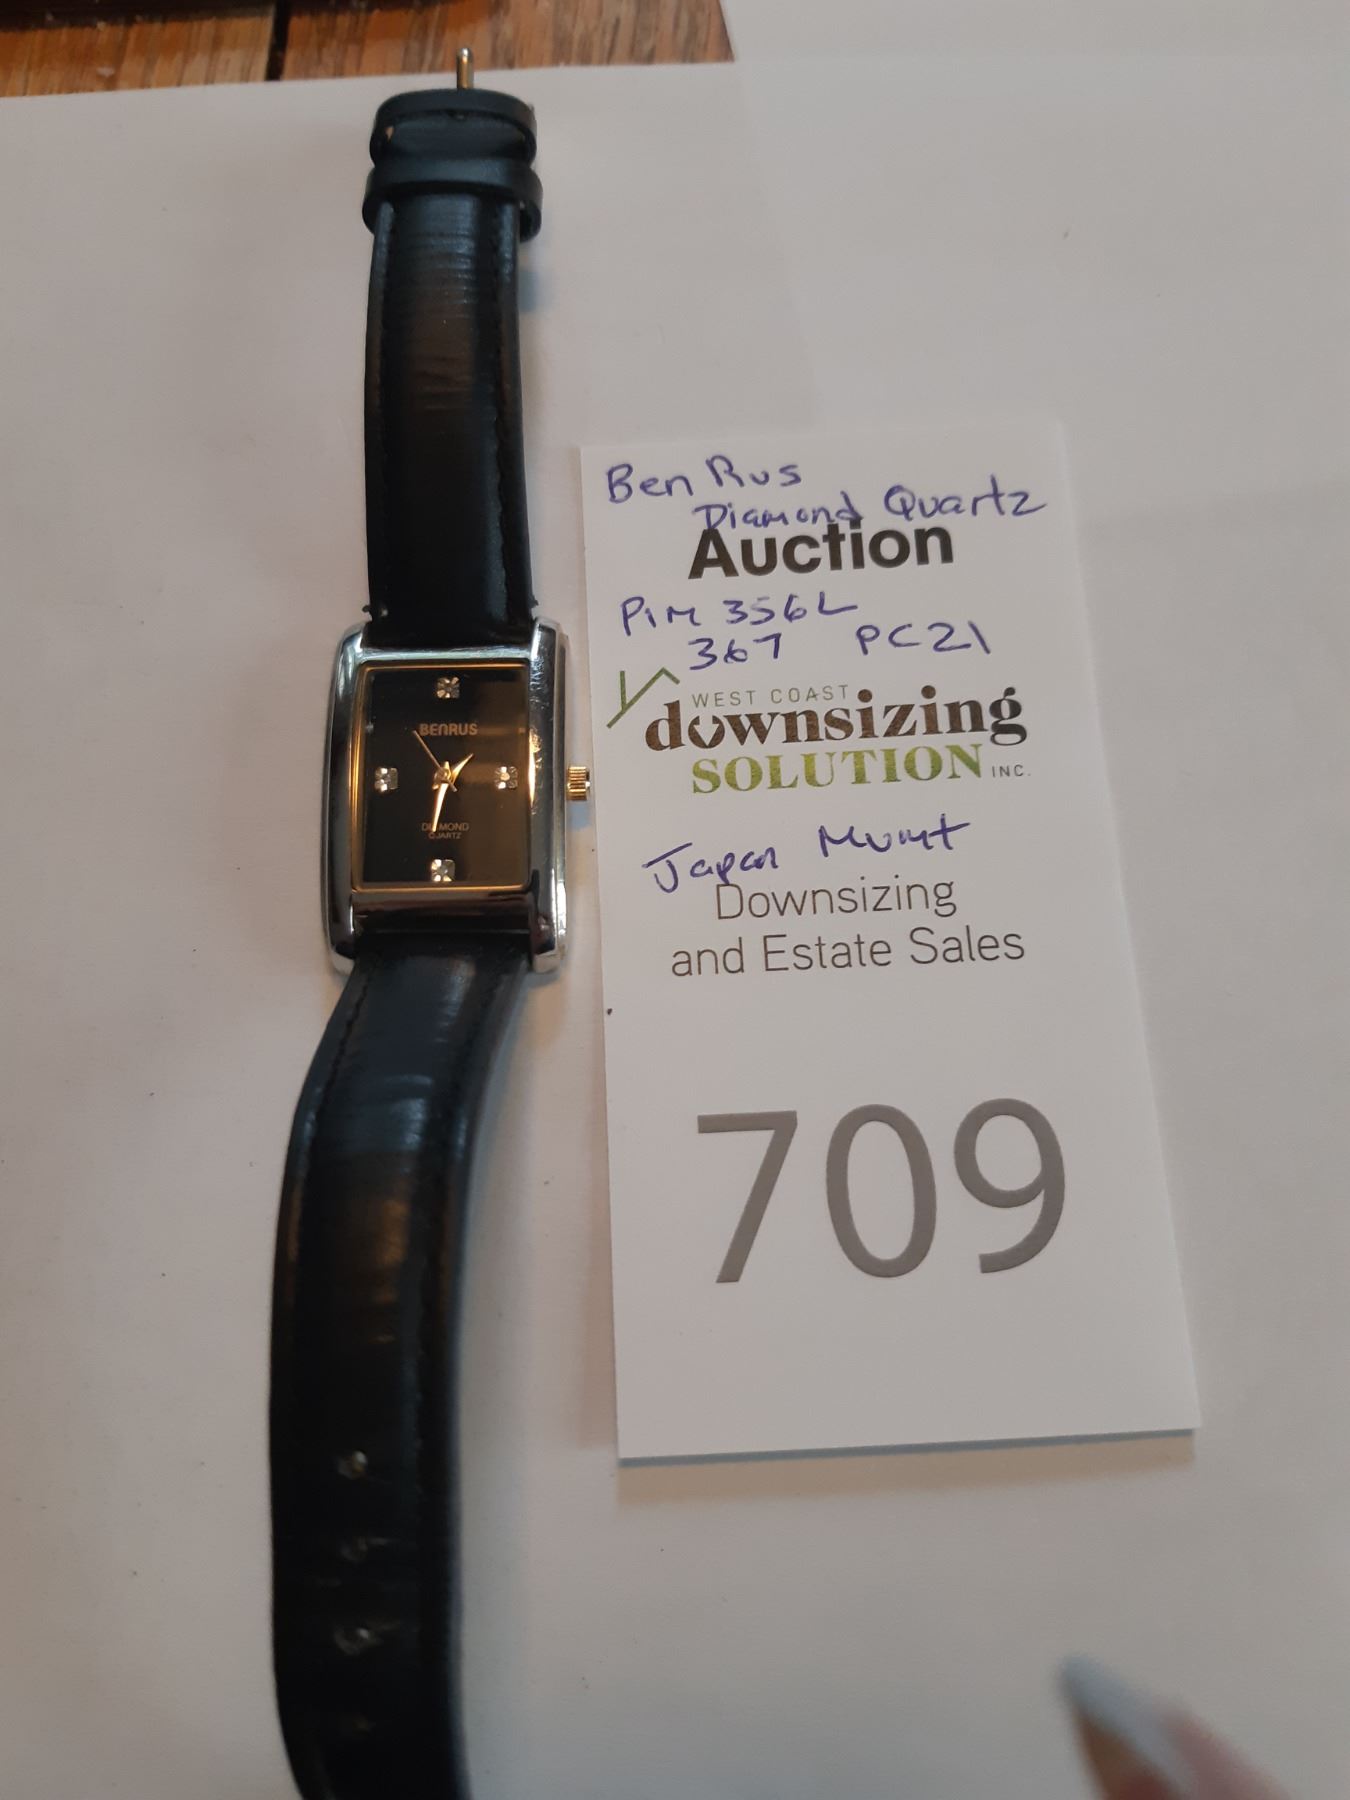 BENRUS
DIAMOND
QUARTZ
Ben Rus
Diamond Quartz
Auction
PiM 356L
367 PC21
WEST COAST
downsizing
SOLUTION INC.
Japan Mvmt
Downsizing
and Estate Sales
709